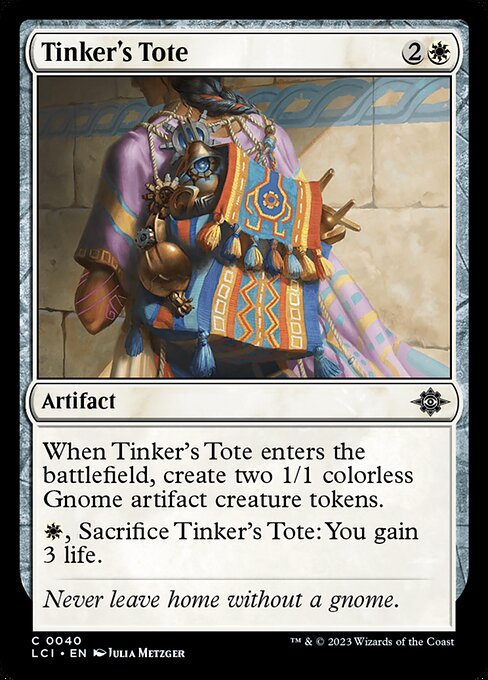 Tinker's Tote 2
Artifact
When Tinker's Tote enters the
battlefield, create two 1/1 colorless
Gnome artifact creature tokens.
, Sacrifice Tinker's Tote: You gain
3 life.
Never leave home without a gnome.
C 0040
LCI • EN Julia Metzger
™ & © 2023 Wizards of the Coast